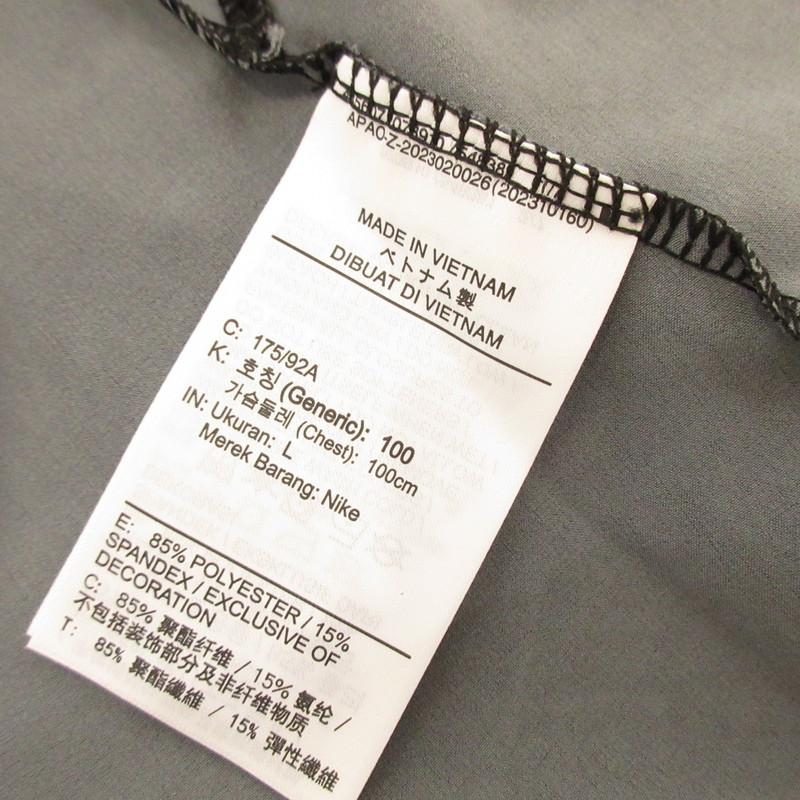 APAC-Z-2023020026(202310160)
MADE IN VIETNAM
ベトナム製
DIBUAT DI VIETNAM
C: 175/92A
K: 호칭 (Generic): 100
가슴둘레 (Chest): 100cm
IN: Ukuran: L
Merek Barang: Nike
E: 85% POLYESTER / 15%
SPANDEX / EXCLUSIVE OF
DECORATION
C: 85% 聚酯纤维 / 15% 氨纶 /
不包括装饰部分及非纤维物质
T: 85% 聚酯纖維 / 15% 彈性纖維